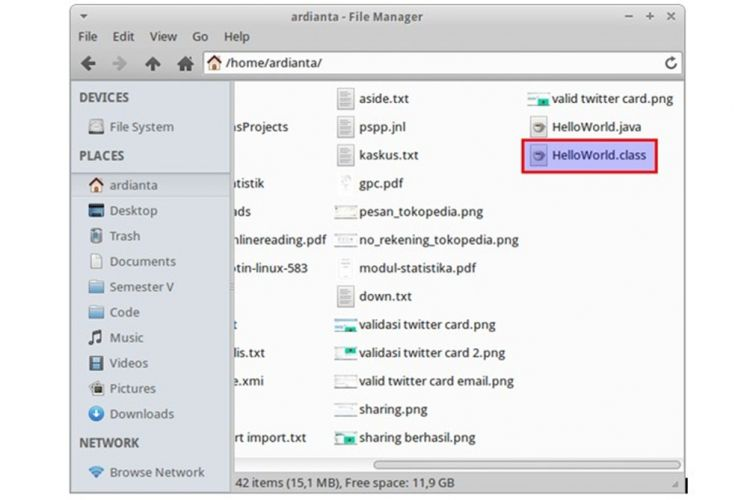 ardianta - File Manager
File Edit View Go Help
/home/ardianta/
DEVICES
File System
PLACES
ardianta
Desktop
Trash
Documents
Semester V
Code
Music
Videos
Pictures
Downloads
NETWORK
Browse Network
nsProjects
atistik
ads
nlinereading.pdf
otin-linux-583
t
lis.txt
e.xmi
rt import.txt
aside.txt
pspp.jnl
kaskus.txt
gpc.pdf
pesan_tokopedia.png
no_rekening_tokopedia.png
modul-statistika.pdf
down.txt
validasi twitter card.png
validasi twitter card 2.png
valid twitter card email.png
sharing.png
sharing berhasil.png
valid twitter card.png
HelloWorld.java
HelloWorld.class
42 items (15,1 MB), Free space: 11,9 GB